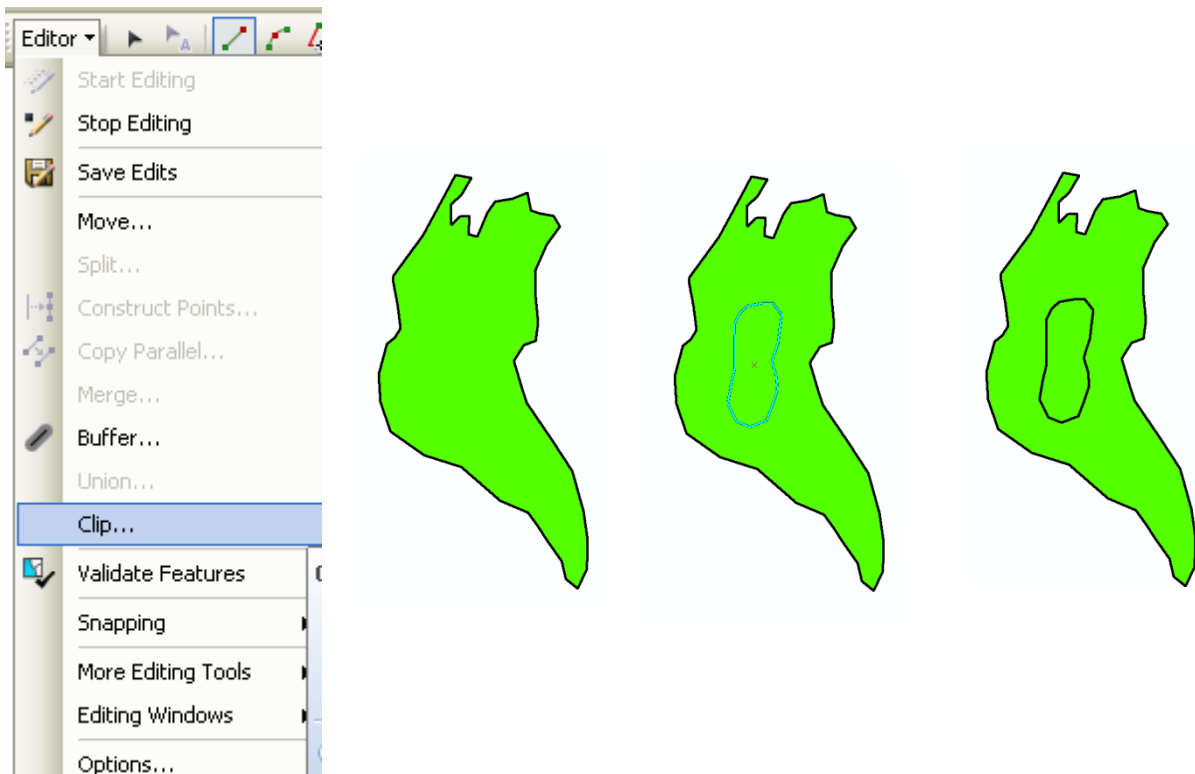 Editor
Start Editing
Stop Editing
Save Edits
Move...
Split...
Construct Points...
Copy Parallel...
Merge...
Buffer...
Union...
Clip...
Validate Features
Snapping
More Editing Tools
Editing Windows
Options...